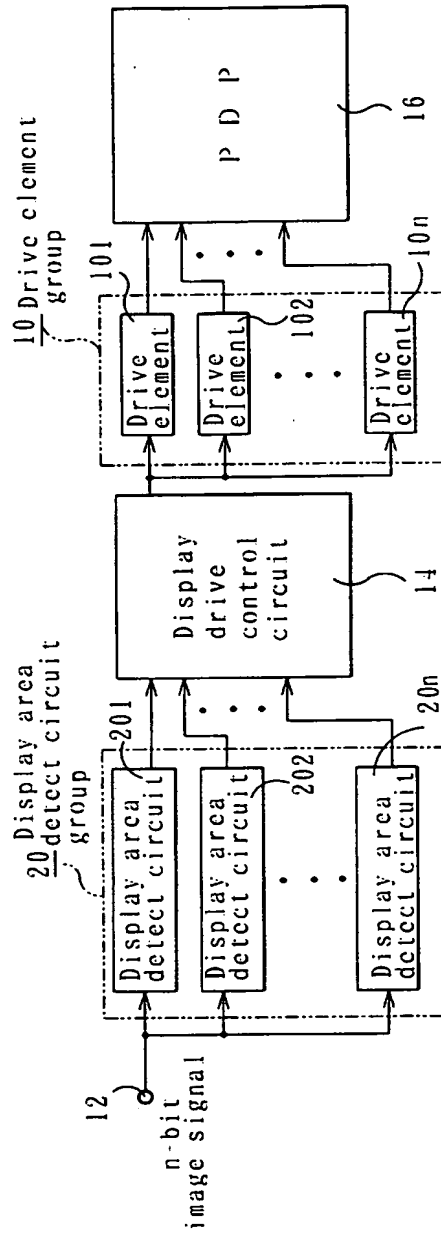 12
n-bit
image signal
20 Display area
detect circuit
group
Display area
detect circuit
201
Display area
detect circuit
202
Display area
detect circuit
20n
Display
drive
control
circuit
14
10 Drive element
group
Drive
element
101
Drive
element
102
Drive
element
10n
P D P
16